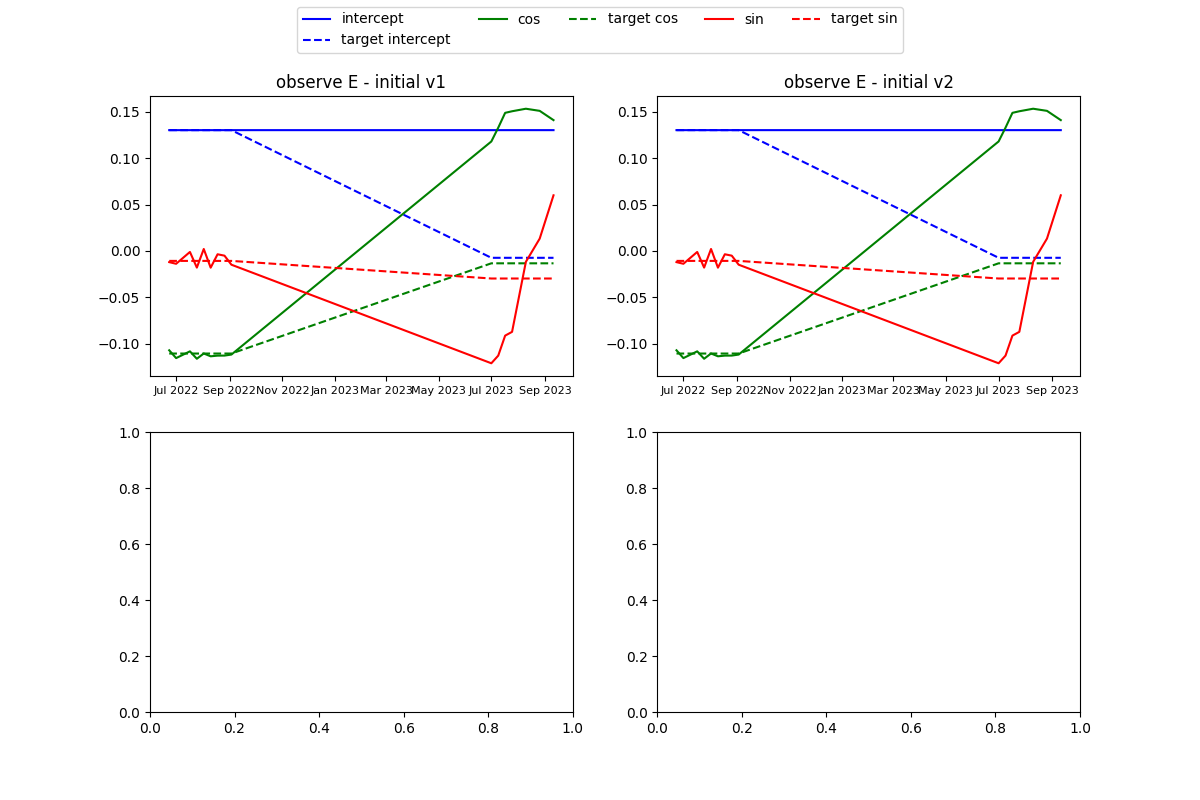 intercept cos target cos sin target sin
target intercept
observe E - initial v1 observe E - initial v2
0.15 0.15
0.10 0.10
0.05 0.05
0.00 0.00
−0.05 −0.05
−0.10 −0.10
Jul 2022 Sep 2022 Nov 2022 Jan 2023 Mar 2023 May 2023 Jul 2023 Sep 2023 Jul 2022 Sep 2022 Nov 2022 Jan 2023 Mar 2023 May 2023 Jul 2023 Sep 2023
1.0 1.0
0.8 0.8
0.6 0.6
0.4 0.4
0.2 0.2
0.0 0.0
0.0 0.2 0.4 0.6 0.8 1.0 0.0 0.2 0.4 0.6 0.8 1.0